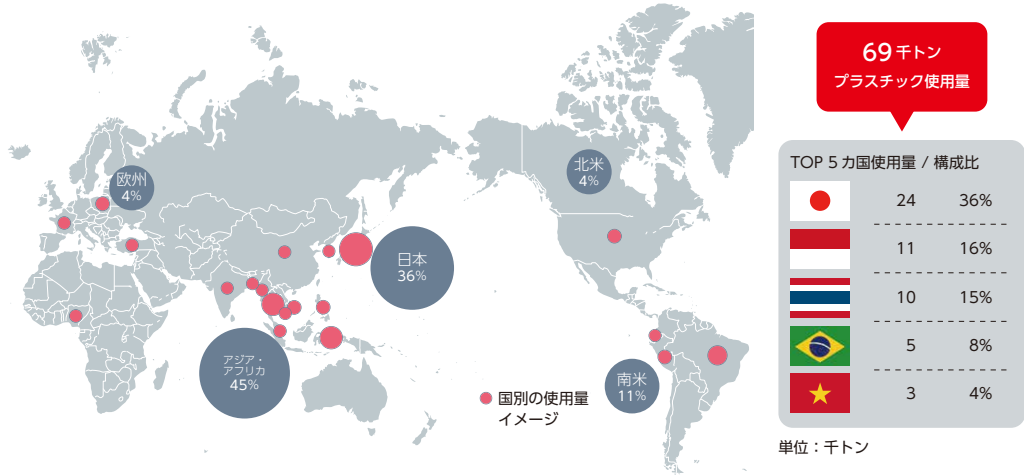 欧州
4%
北米
4%
日本
36%
アジア・
アフリカ
45%
南米
11%
国別の使用量
イメージ
69 千トン
プラスチック使用量
TOP 5 カ国使用量 / 構成比
24 36%
11 16%
10 15%
5 8%
3 4%
単位：千トン